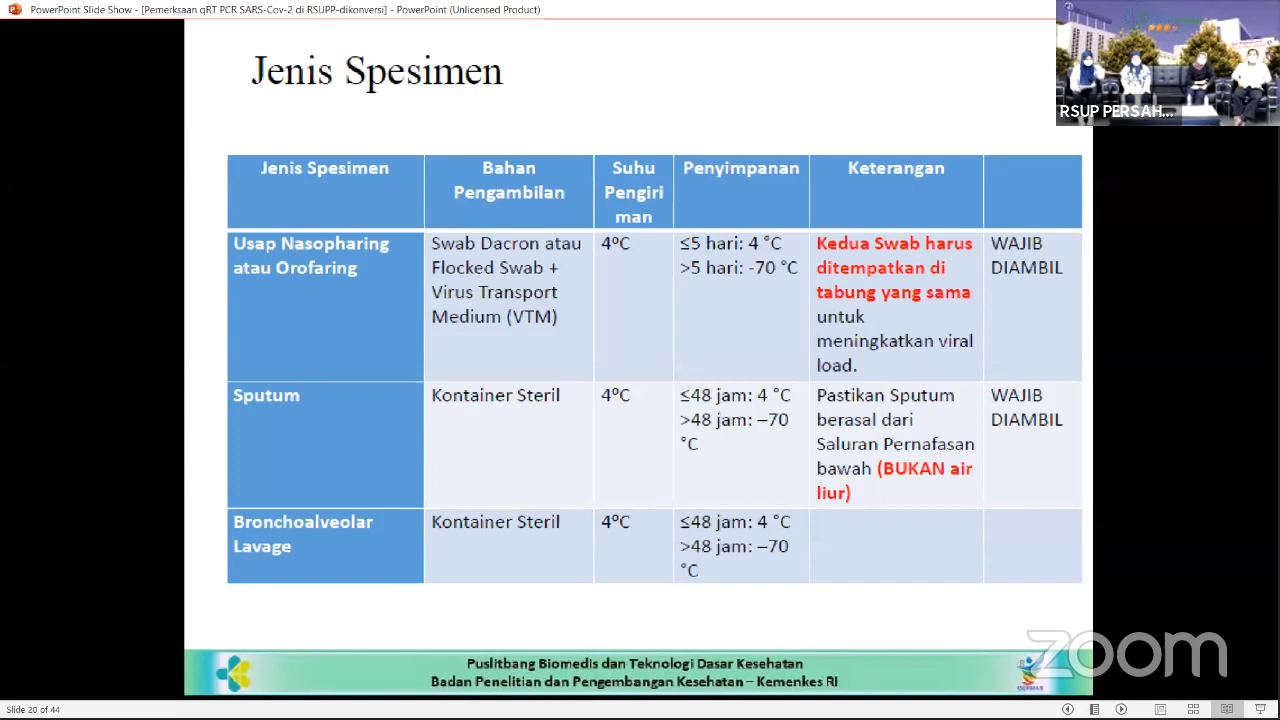 PowerPoint Slide Show - [Pemerksaan qRT PCR SARS-Cov-2 di RSUPP-dikonversi] - PowerPoint (Unlicensed Product)
RSUP PERSAH...
Jenis Spesimen
Jenis Spesimen
Bahan
Pengambilan
Suhu
Pengiri
man
Penyimpanan
Keterangan
Usap Nasopharing
atau Orofaring
Swab Dacron atau
Flocked Swab +
Virus Transport
Medium (VTM)
4°C
≤5 hari: 4 °C
>5 hari: -70 °C
Kedua Swab harus
ditempatkan di
tabung yang sama
untuk
meningkatkan viral
load.
WAJIB
DIAMBIL
Sputum
Kontainer Steril
4°C
≤48 jam: 4 °C
>48 jam: –70
°C
Pastikan Sputum
berasal dari
Saluran Pernafasan
bawah (BUKAN air
liur)
WAJIB
DIAMBIL
Bronchoalveolar
Lavage
Kontainer Steril
4°C
≤48 jam: 4 °C
>48 jam: –70
°C
Puslitbang Biomedis dan Teknologi Dasar Kesehatan
Badan Penelitian dan Pengembangan Kesehatan – Kemenkes RI
zoom
Slide 20 of 44